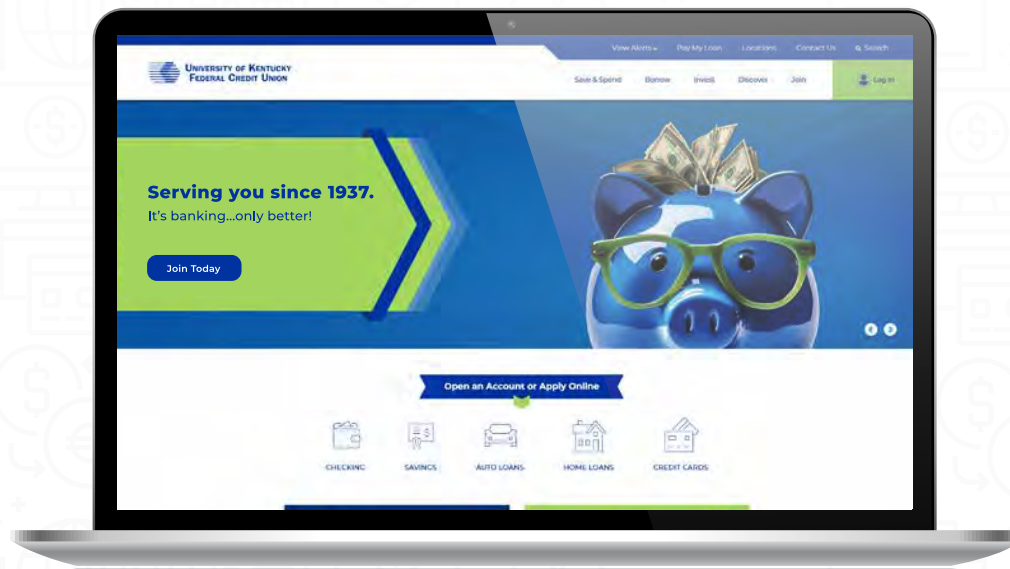 View Alerts
Pay My Loan
Locations
Contact Us
Search
UNIVERSITY OF KENTUCKY
FEDERAL CREDIT UNION
Save & Spend
Borrow
Invest
Discover
Join
Log In
Serving you since 1937.
It's banking...only better!
Join Today
Open an Account or Apply Online
CHECKING
SAVINGS
AUTO LOANS
HOME LOANS
CREDIT CARDS